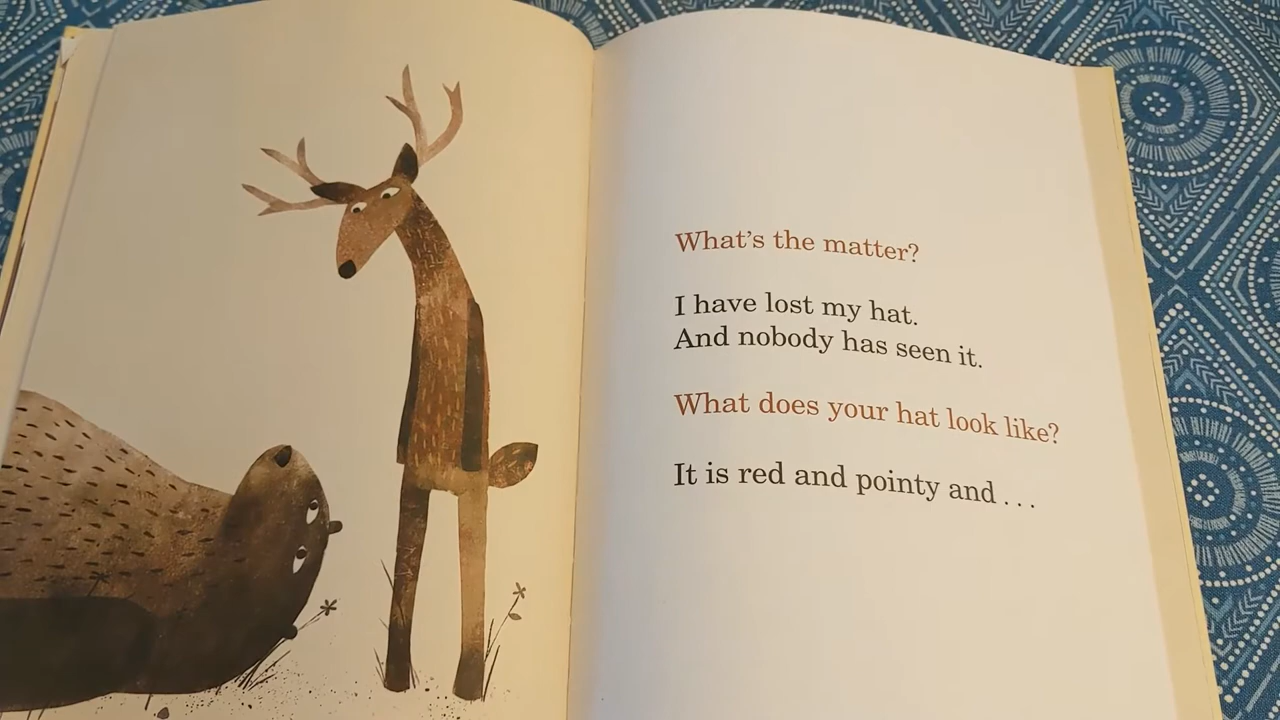 What's the matter?
I have lost my hat.
And nobody has seen it.
What does your hat look like?
It is red and pointy and . . .